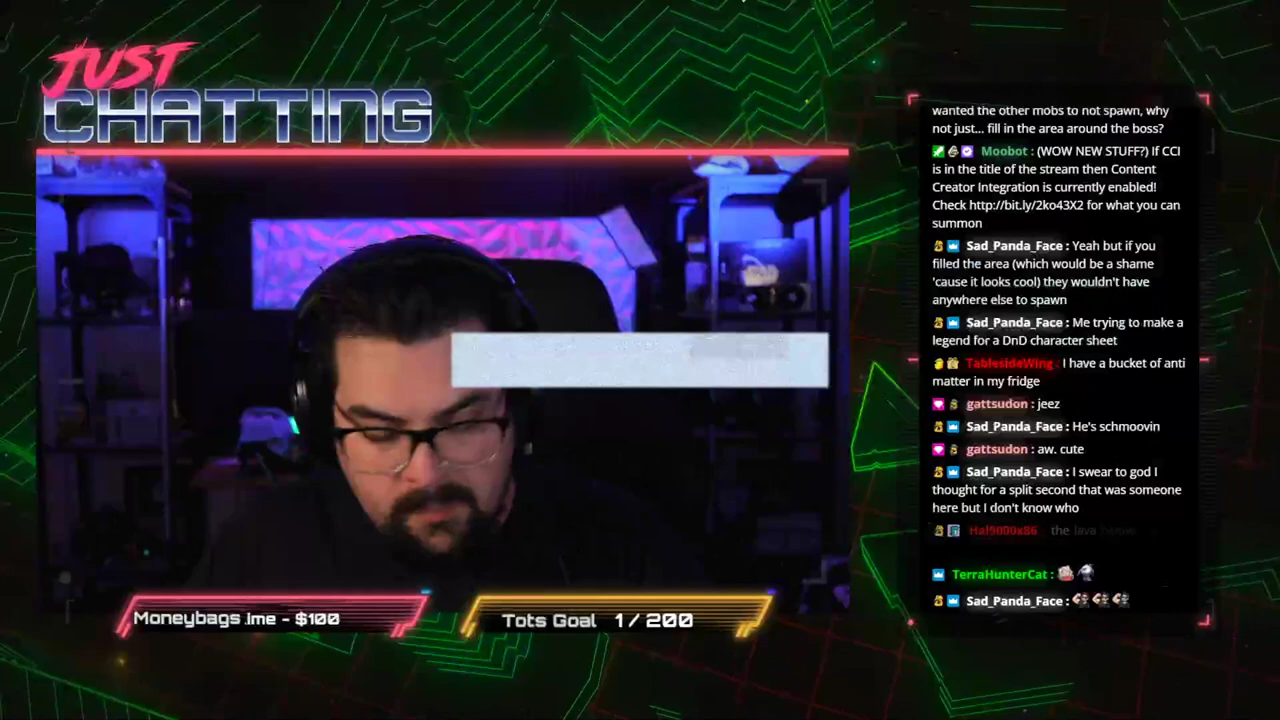 JUST
CHATTING
wanted the other mobs to not spawn, why
not just... fill in the area around the boss?
Moobot : (WOW NEW STUFF?) If CCI
is in the title of the stream then Content
Creator Integration is currently enabled!
Check http://bit.ly/2ko43X2 for what you can
summon
Sad_Panda_Face : Yeah but if you
filled the area (which would be a shame
'cause it looks cool) they wouldn't have
anywhere else to spawn
Sad_Panda_Face : Me trying to make a
legend for a DnD character sheet
TablesideWing : I have a bucket of anti
matter in my fridge
gattsudon : jeez
Sad_Panda_Face : He's schmoovin
gattsudon : aw. cute
Sad_Panda_Face : I swear to god I
thought for a split second that was someone
here but I don't know who
Hal9000x86 the lava
TerraHunterCat :
Sad_Panda_Face :
Moneybags.ime - $100
Tots Goal 1 / 200